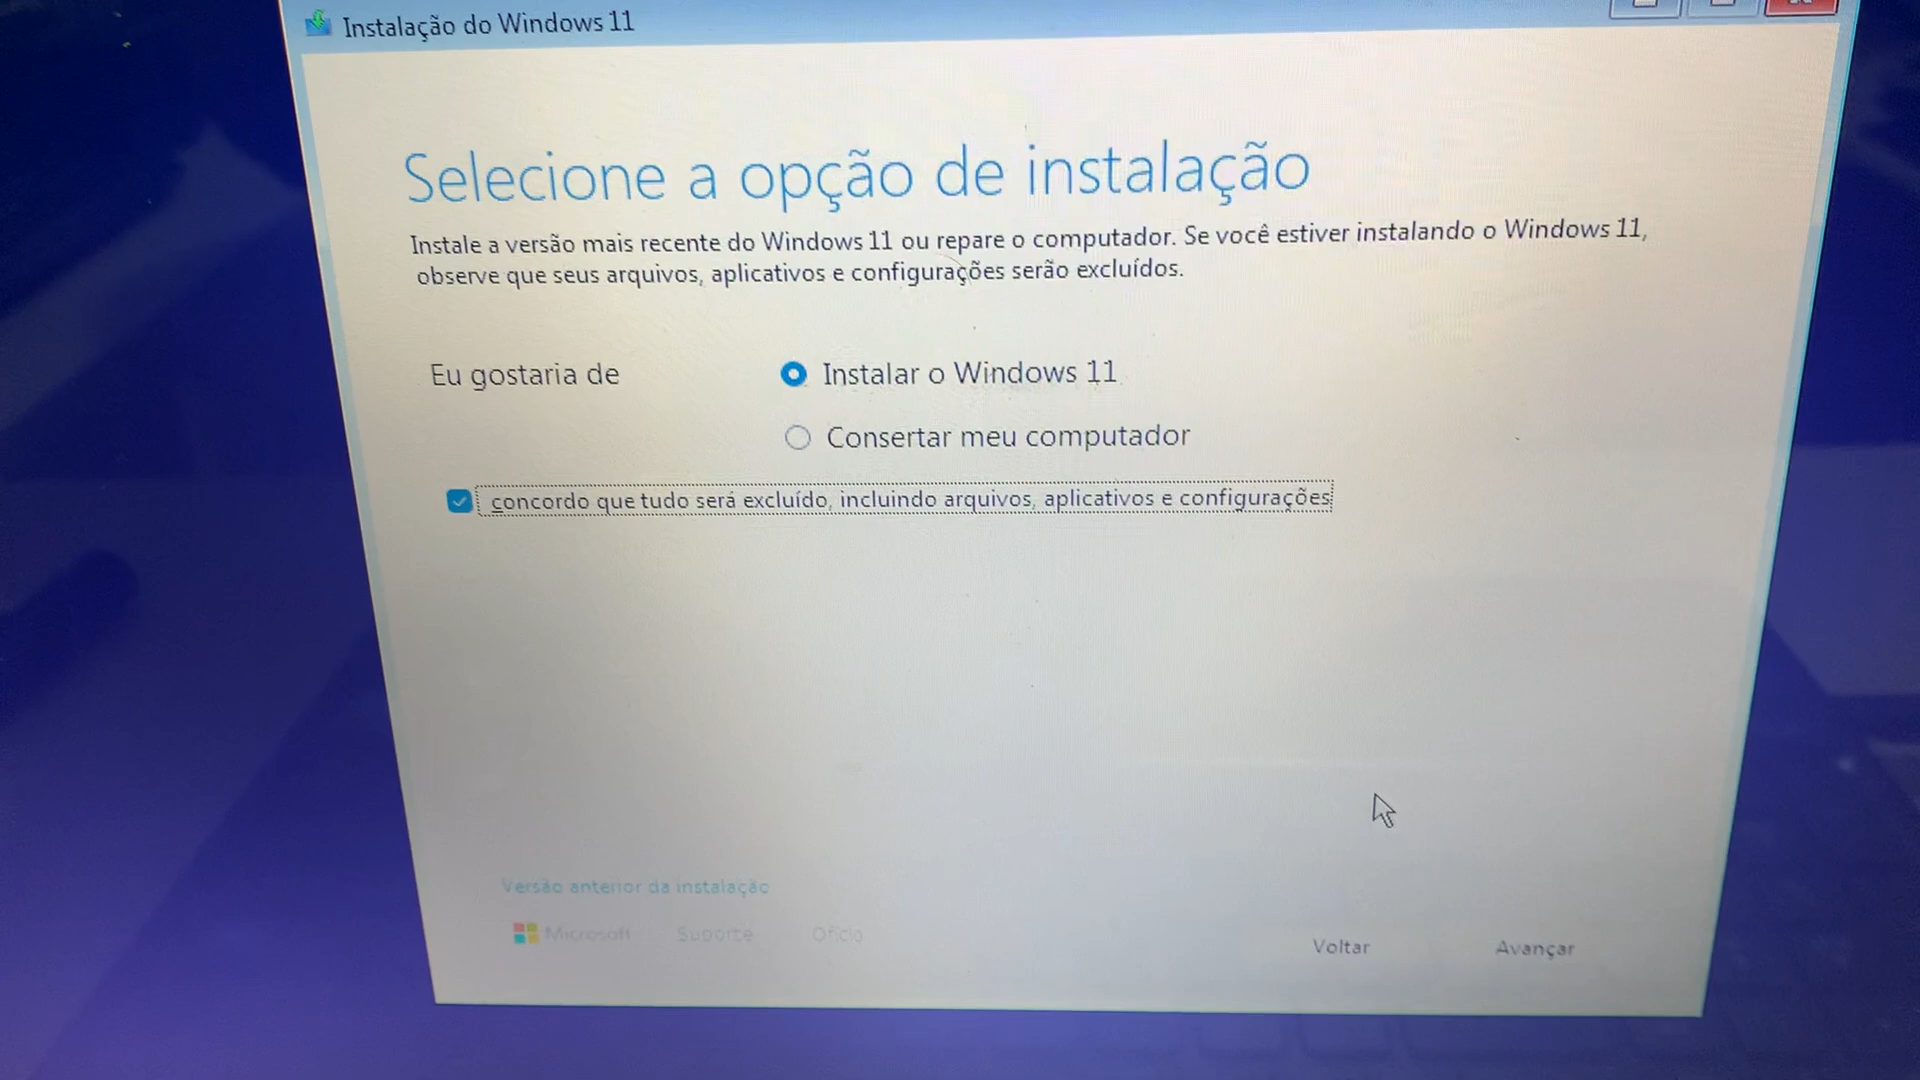 Instalação do Windows 11
Selecione a opção de instalação
Instale a versão mais recente do Windows 11 ou repare o computador. Se você estiver instalando o Windows 11,
observe que seus arquivos, aplicativos e configurações serão excluídos.
Eu gostaria de
Instalar o Windows 11
Consertar meu computador
concordo que tudo será excluído, incluindo arquivos, aplicativos e configurações
Versão anterior da instalação
Microsoft Suporte
Voltar Avançar